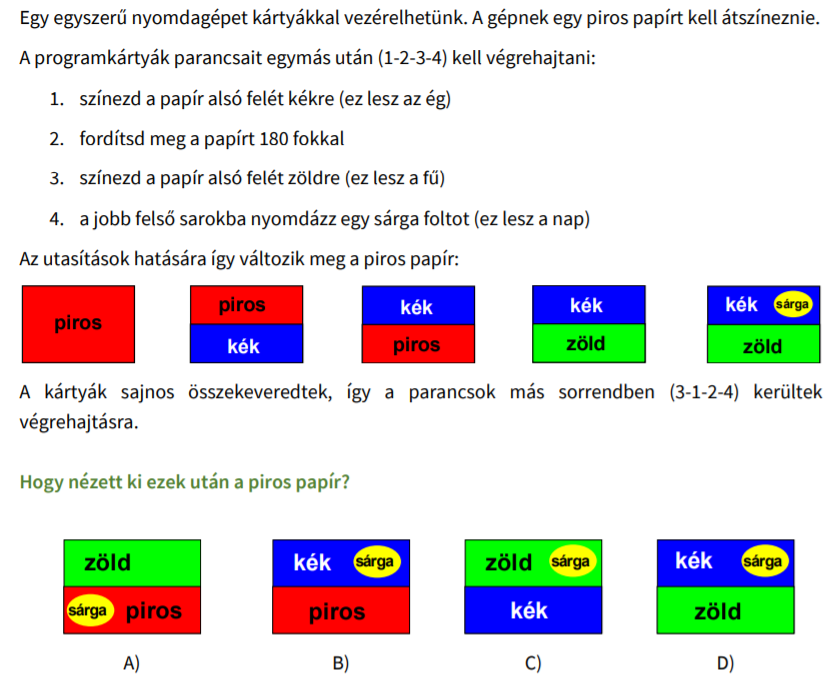 Egy egyszerű nyomdagépet kártyákkal vezérelhetünk. A gépnek egy piros papírt kell átszíneznie.
A programkártyák parancsait egymás után (1-2-3-4) kell végrehajtani:
1. színezd a papír alsó felét kékre (ez lesz az ég)
2. fordítsd meg a papírt 180 fokkal
3. színezd a papír alsó felét zöldre (ez lesz a fű)
4. a jobb felső sarokba nyomdázz egy sárga foltot (ez lesz a nap)
Az utasítások hatására így változik meg a piros papír:
piros
piros
kék
kék
piros
kék
zöld
kék sárga
zöld
A kártyák sajnos összekeveredtek, így a parancsok más sorrendben (3-1-2-4) kerültek
végrehajtásra.
Hogy nézett ki ezek után a piros papír?
zöld
sárga piros
A)
kék sárga
piros
B)
zöld sárga
kék
C)
kék sárga
zöld
D)